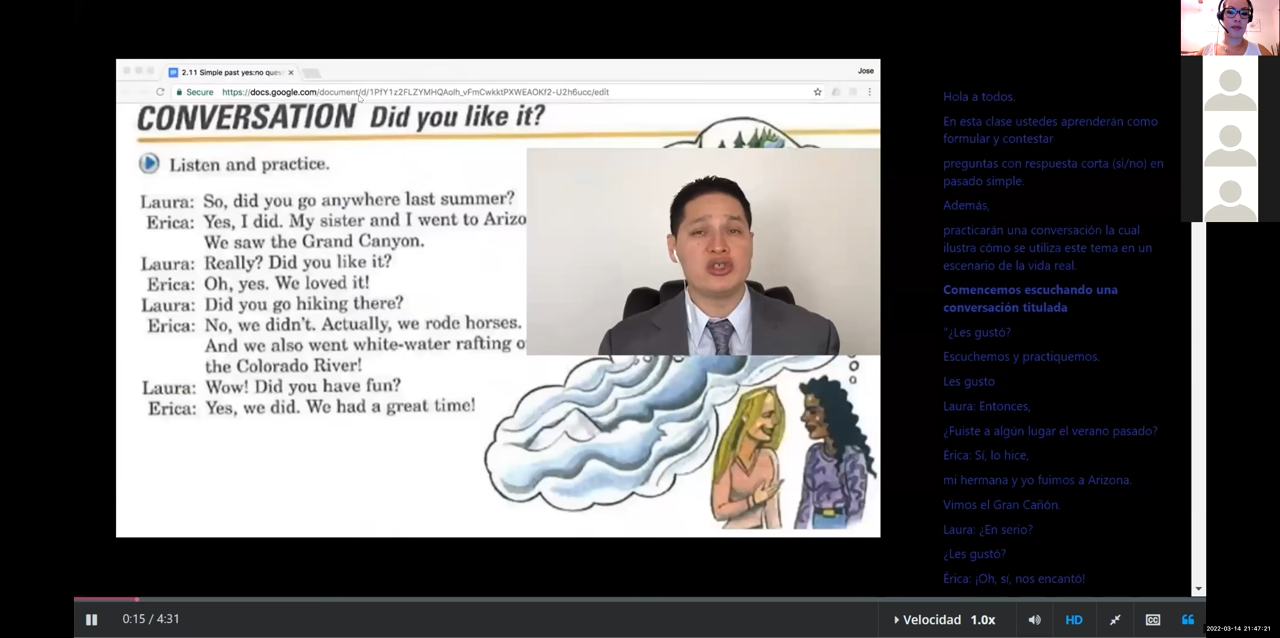 2.11 Simple past yes:no ques
Jose
Secure https://docs.google.com/document/d/1PfY1z2FLZYMHQAolh_vFmCwkktPXWEAOKf2-U2h6ucc/edit
CONVERSATION Did you like it?
Listen and practice.
Laura: So, did you go anywhere last summer?
Erica: Yes, I did. My sister and I went to Arizo
We saw the Grand Canyon.
Laura: Really? Did you like it?
Erica: Oh, yes. We loved it!
Laura: Did you go hiking there?
Erica: No, we didn't. Actually, we rode horses.
And we also went white-water rafting o
the Colorado River!
Laura: Wow! Did you have fun?
Erica: Yes, we did. We had a great time!
Hola a todos.
En esta clase ustedes aprenderán como
formular y contestar
preguntas con respuesta corta (sí/no) en
pasado simple.
Además,
practicarán una conversación la cual
ilustra cómo se utiliza este tema en un
escenario de la vida real.
Comencemos escuchando una
conversación titulada
"¿Les gustó?
Escuchemos y practiquemos.
Les gusto
Laura: Entonces,
¿Fuiste a algún lugar el verano pasado?
Érica: Sí, lo hice,
mi hermana y yo fuimos a Arizona.
Vimos el Gran Cañón.
Laura: ¿En serio?
¿Les gustó?
Érica: ¡Oh, sí, nos encantó!
0:15 / 4:31
Velocidad 1.0x
HD
CC
2022-03-14 21:47:21